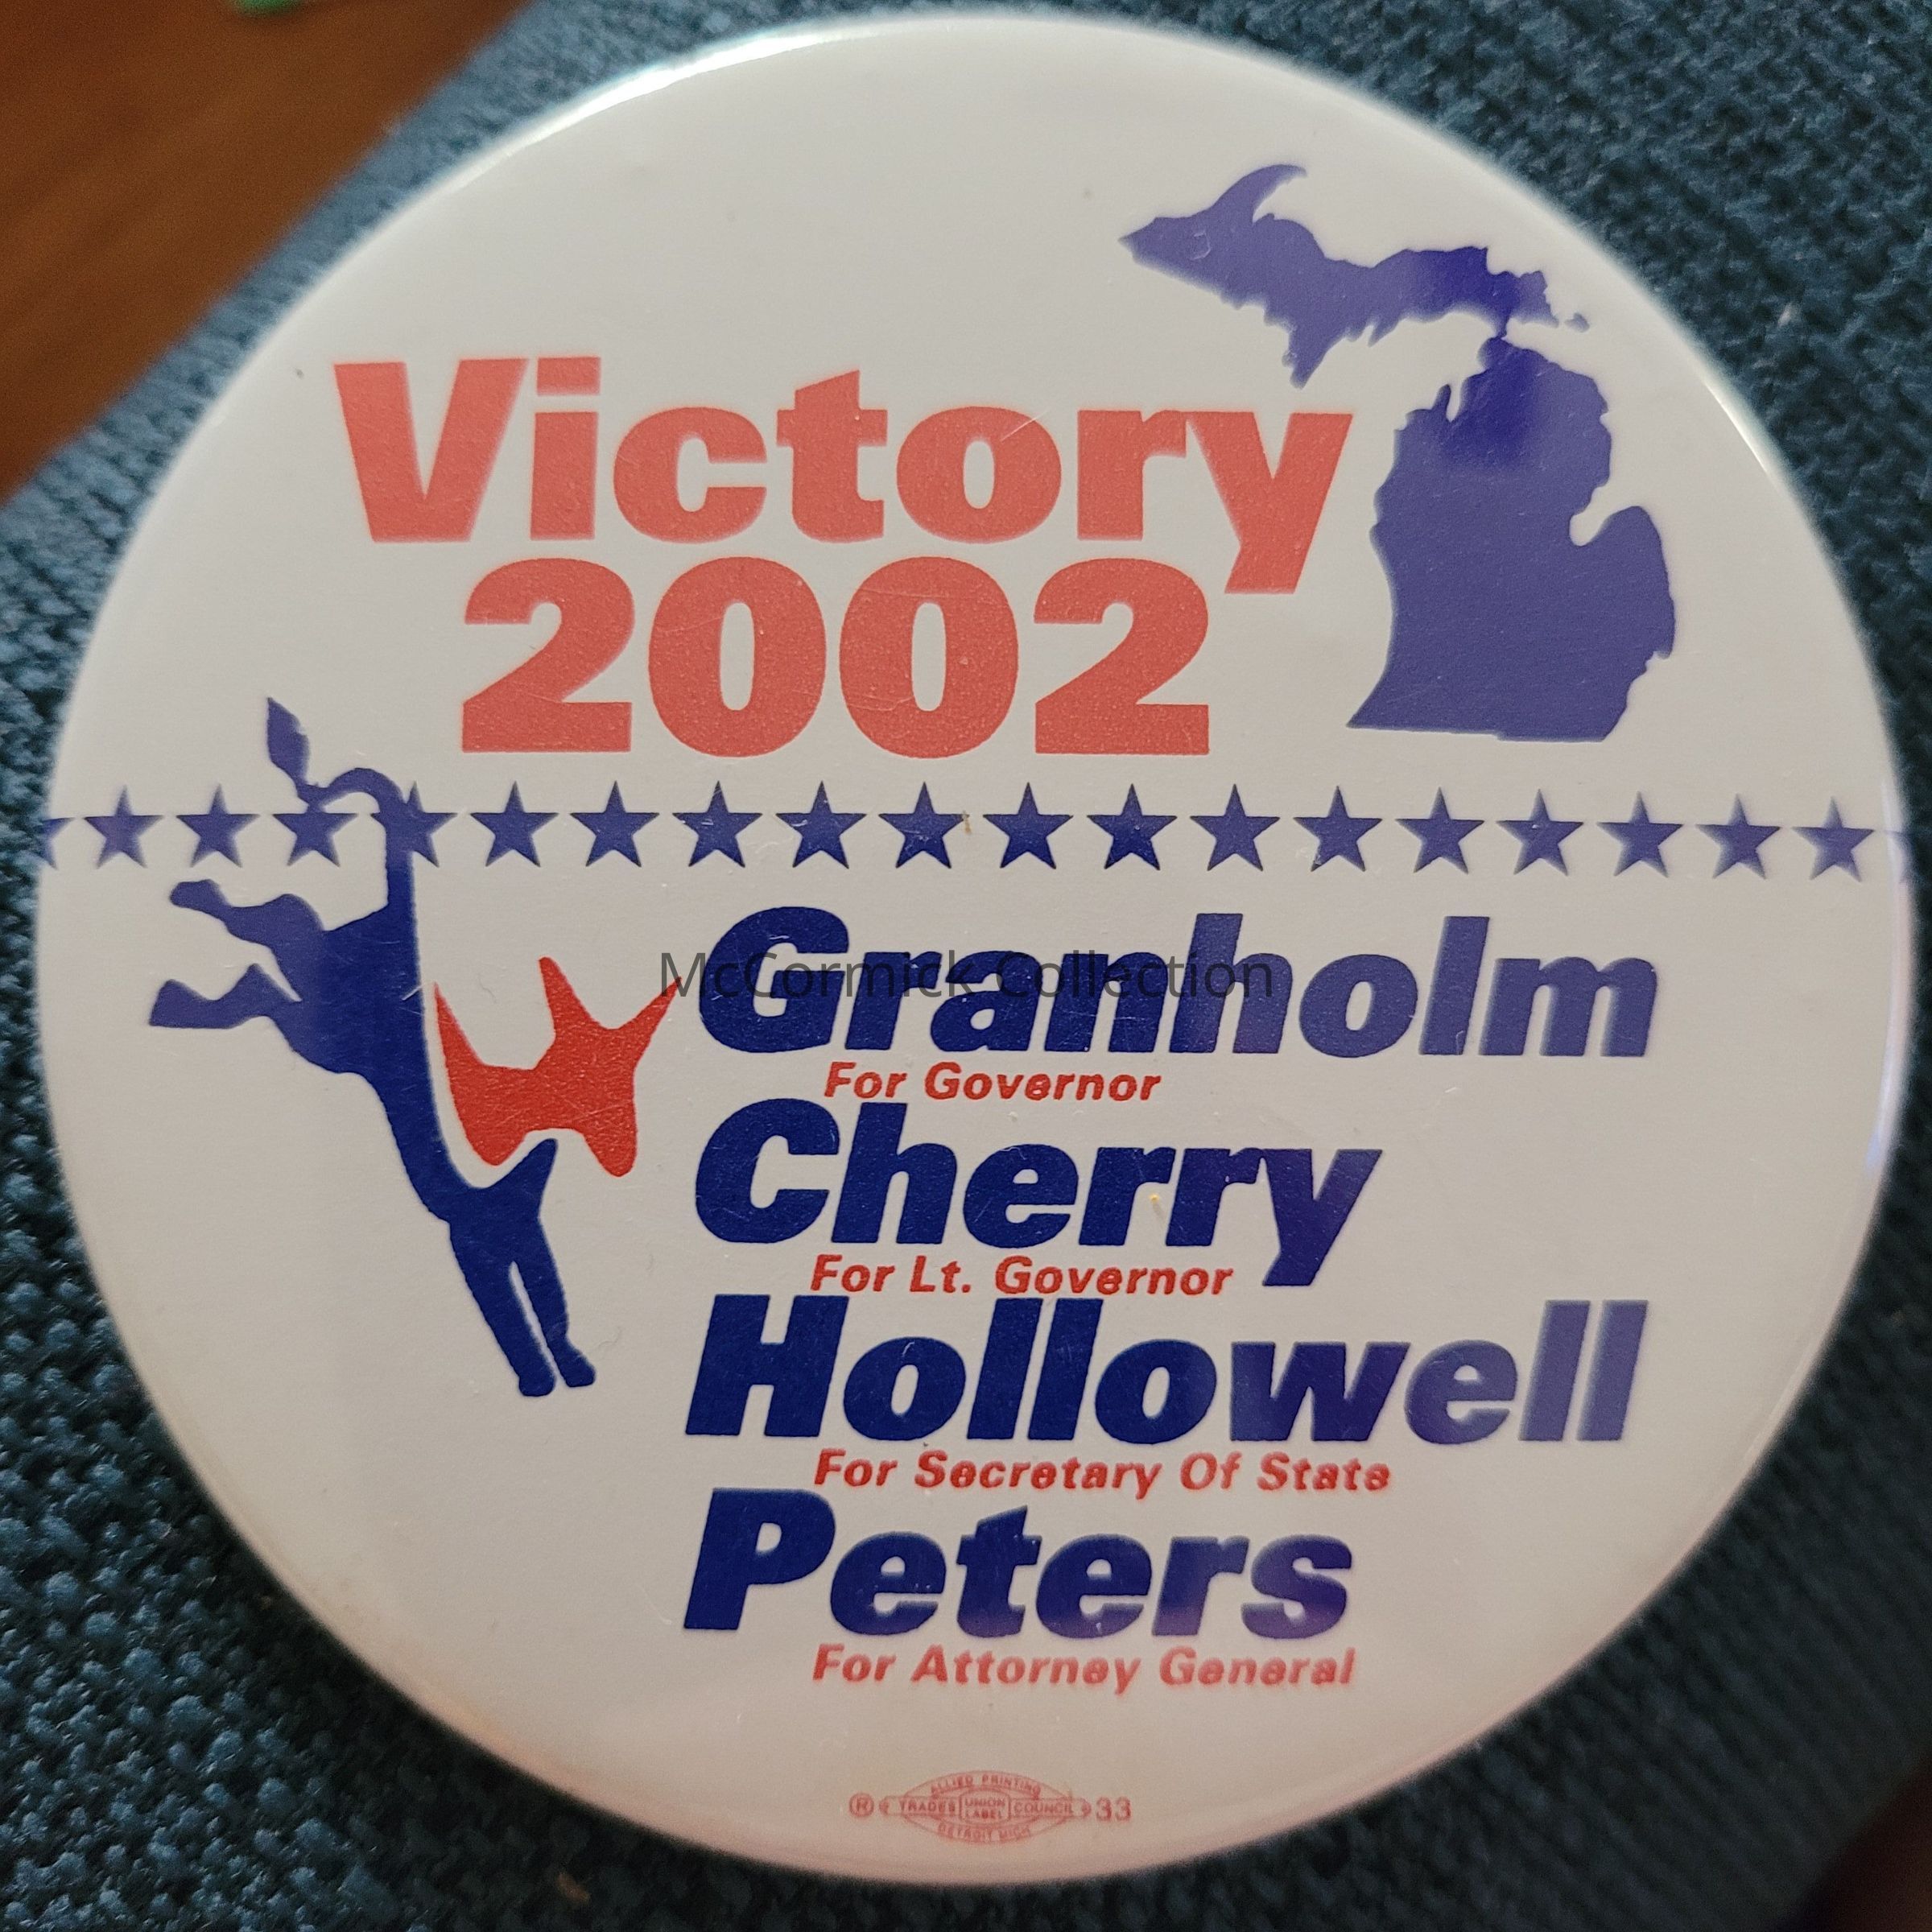 Victory
2002
Granholm
McCormick Collection
For Governor
Cherry
For Lt. Governor
Hollowell
For Secretary Of State
Peters
For Attorney General
ALLIED PRINTING
® TRADES UNION LABEL COUNCIL 33
DETROIT MICH